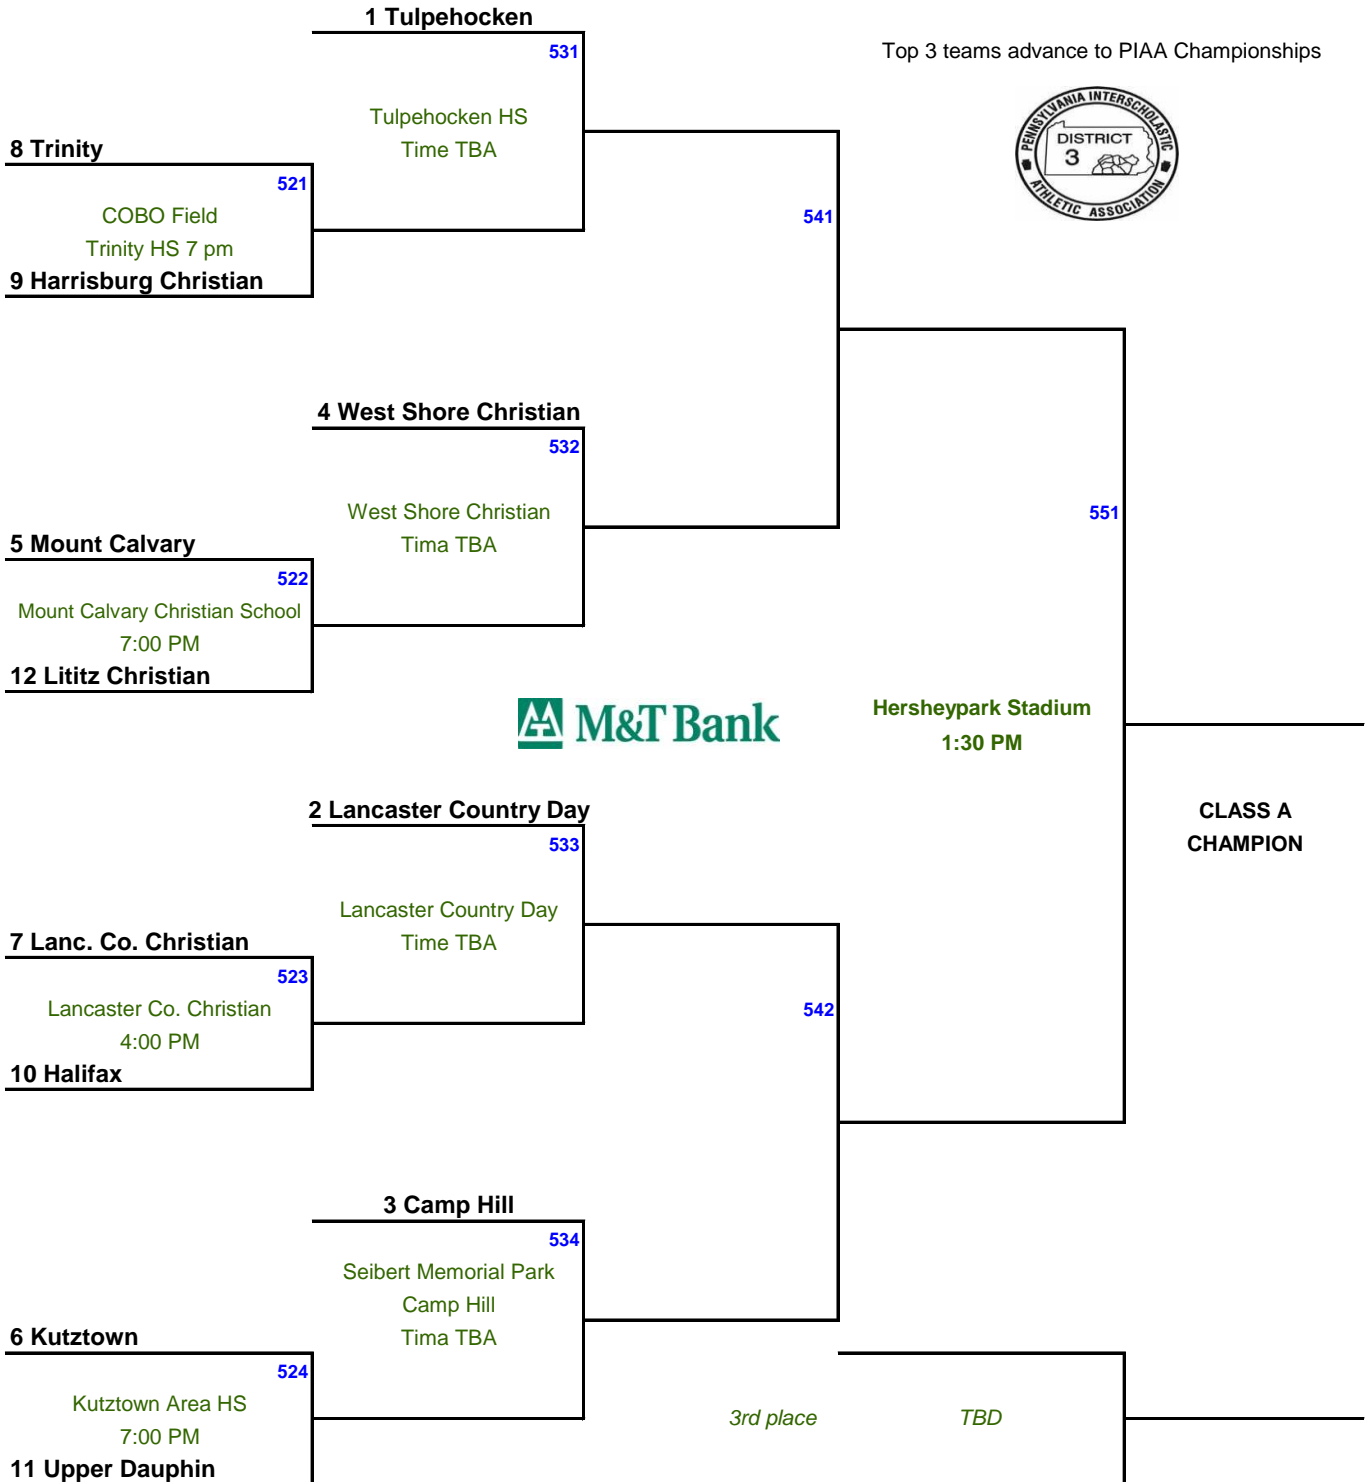 1 Tulpehocken
531
Top 3 teams advance to PIAA Championships
PENNSYLVANIA INTERSCHOLASTIC
ATHLETIC ASSOCIATION
DISTRICT
3
Tulpehocken HS
Time TBA
8 Trinity
521
COBO Field
Trinity HS 7 pm
9 Harrisburg Christian
541
4 West Shore Christian
532
West Shore Christian
Tima TBA
551
5 Mount Calvary
522
Mount Calvary Christian School
7:00 PM
12 Lititz Christian
M&T Bank
Hersheypark Stadium
1:30 PM
2 Lancaster Country Day
533
CLASS A
CHAMPION
Lancaster Country Day
Time TBA
7 Lanc. Co. Christian
523
Lancaster Co. Christian
4:00 PM
10 Halifax
542
3 Camp Hill
534
Seibert Memorial Park
Camp Hill
Tima TBA
6 Kutztown
524
Kutztown Area HS
7:00 PM
11 Upper Dauphin
3rd place
TBD